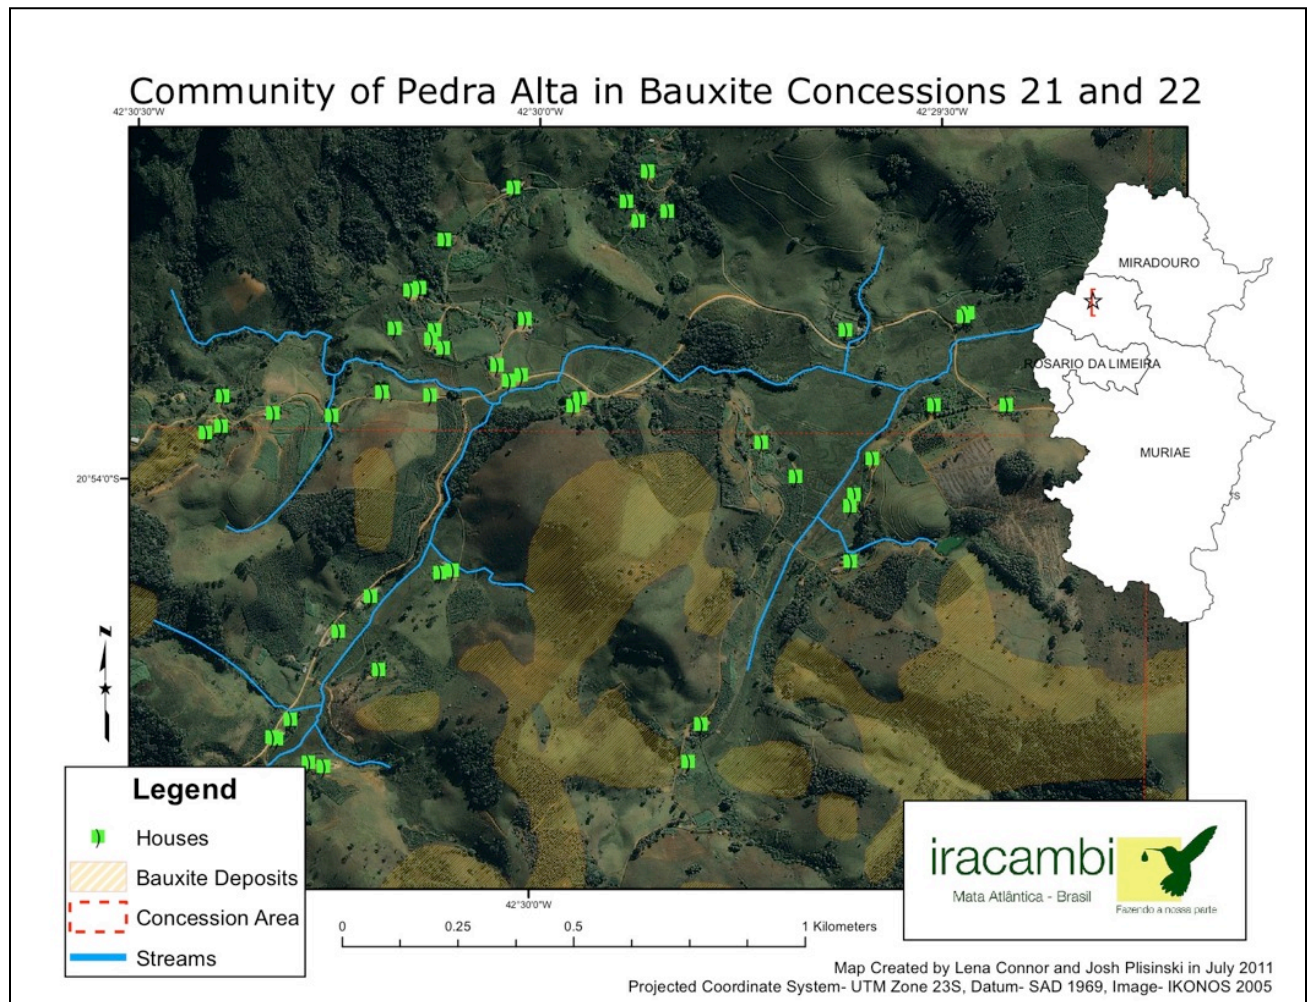 Community of Pedra Alta in Bauxite Concessions 21 and 22
42°30'30"W
42°30'0"W
42°29'30"W
MIRADOURO
ROSARIO DA LIMEIRA
MURIAE
20°54'0"S
"S
z
Legend
Houses
Bauxite Deposits
Concession Area
Streams
42°30'0"W
0 0.25 0.5 1 Kilometers
iracambi
Mata Atlântica - Brasil
Fazendo a nossa parte
Map Created by Lena Connor and Josh Plisinski in July 2011
Projected Coordinate System- UTM Zone 23S, Datum- SAD 1969, Image- IKONOS 2005